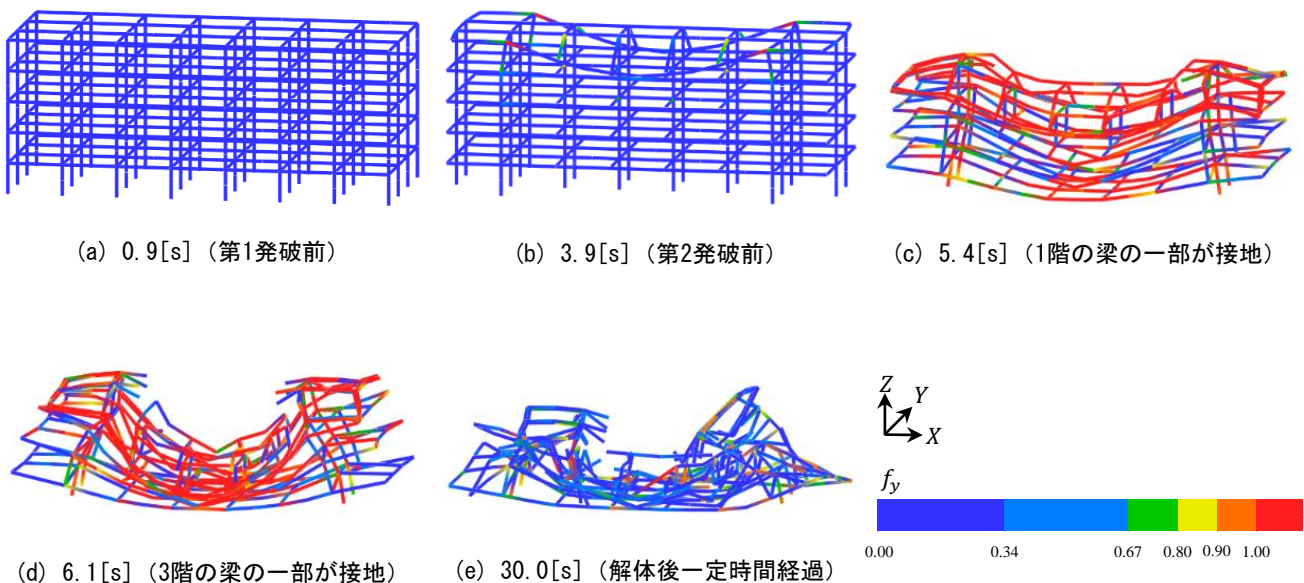 (a) 0.9[s] (第1発破前)
(b) 3.9[s] (第2発破前)
(c) 5.4[s] (1階の梁の一部が接地)
(d) 6.1[s] (3階の梁の一部が接地)
(e) 30.0[s] (解体後一定時間経過)
Z
Y
X
f_y
0.00 0.34 0.67 0.80 0.90 1.00